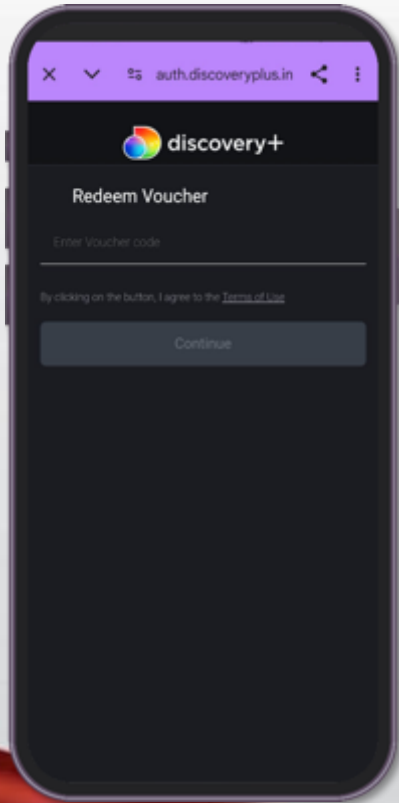 auth.discoveryplus.in
discovery+
Redeem Voucher
Enter Voucher code
By clicking on the button, I agree to the Terms of Use
Continue